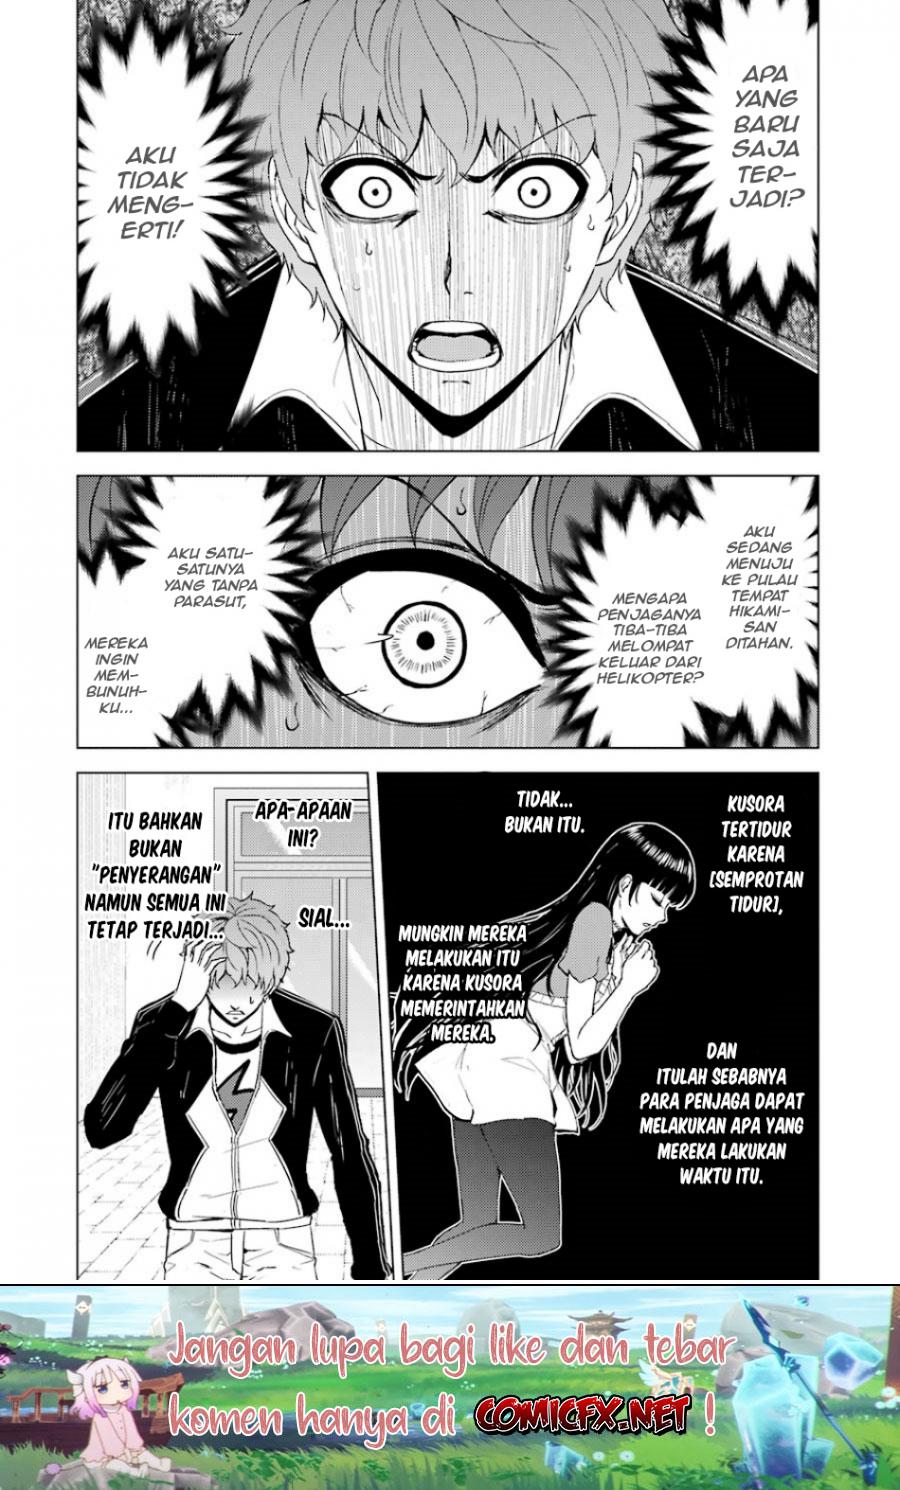 APA
YANG
BARU
SAJA
TER-
JADI?
AKU
TIDAK
MENG-
ERTI!
AKU
SEDANG
MENUJU
KE PULAU
TEMPAT
HIKAMI-
SAN
DITAHAN.
MENGAPA
PENJAGANYA
TIBA-TIBA
MELOMPAT
KELUAR DARI
HELIKOPTER?
AKU SATU-
SATUNYA
YANG TANPA
PARASUT,
MEREKA
INGIN
MEM-
BUNUH-
KU...
KUSORA
TERTIDUR
KARENA
[SEMPROTAN
TIDUR],
TIDAK...
BUKAN ITU.
MUNGKIN MEREKA
MELAKUKAN ITU
KARENA KUSORA
MEMERINTAHKAN
MEREKA.
DAN
ITULAH SEBABNYA
PARA PENJAGA DAPAT
MELAKUKAN APA YANG
MEREKA LAKUKAN
WAKTU ITU.
APA-APAAN
INI?
SIAL...
ITU BAHKAN
BUKAN
"PENYERANGAN"
NAMUN SEMUA INI
TETAP TERJADI...
Jangan lupa bagi like dan tebar
komen hanya di COMICFX.NET !